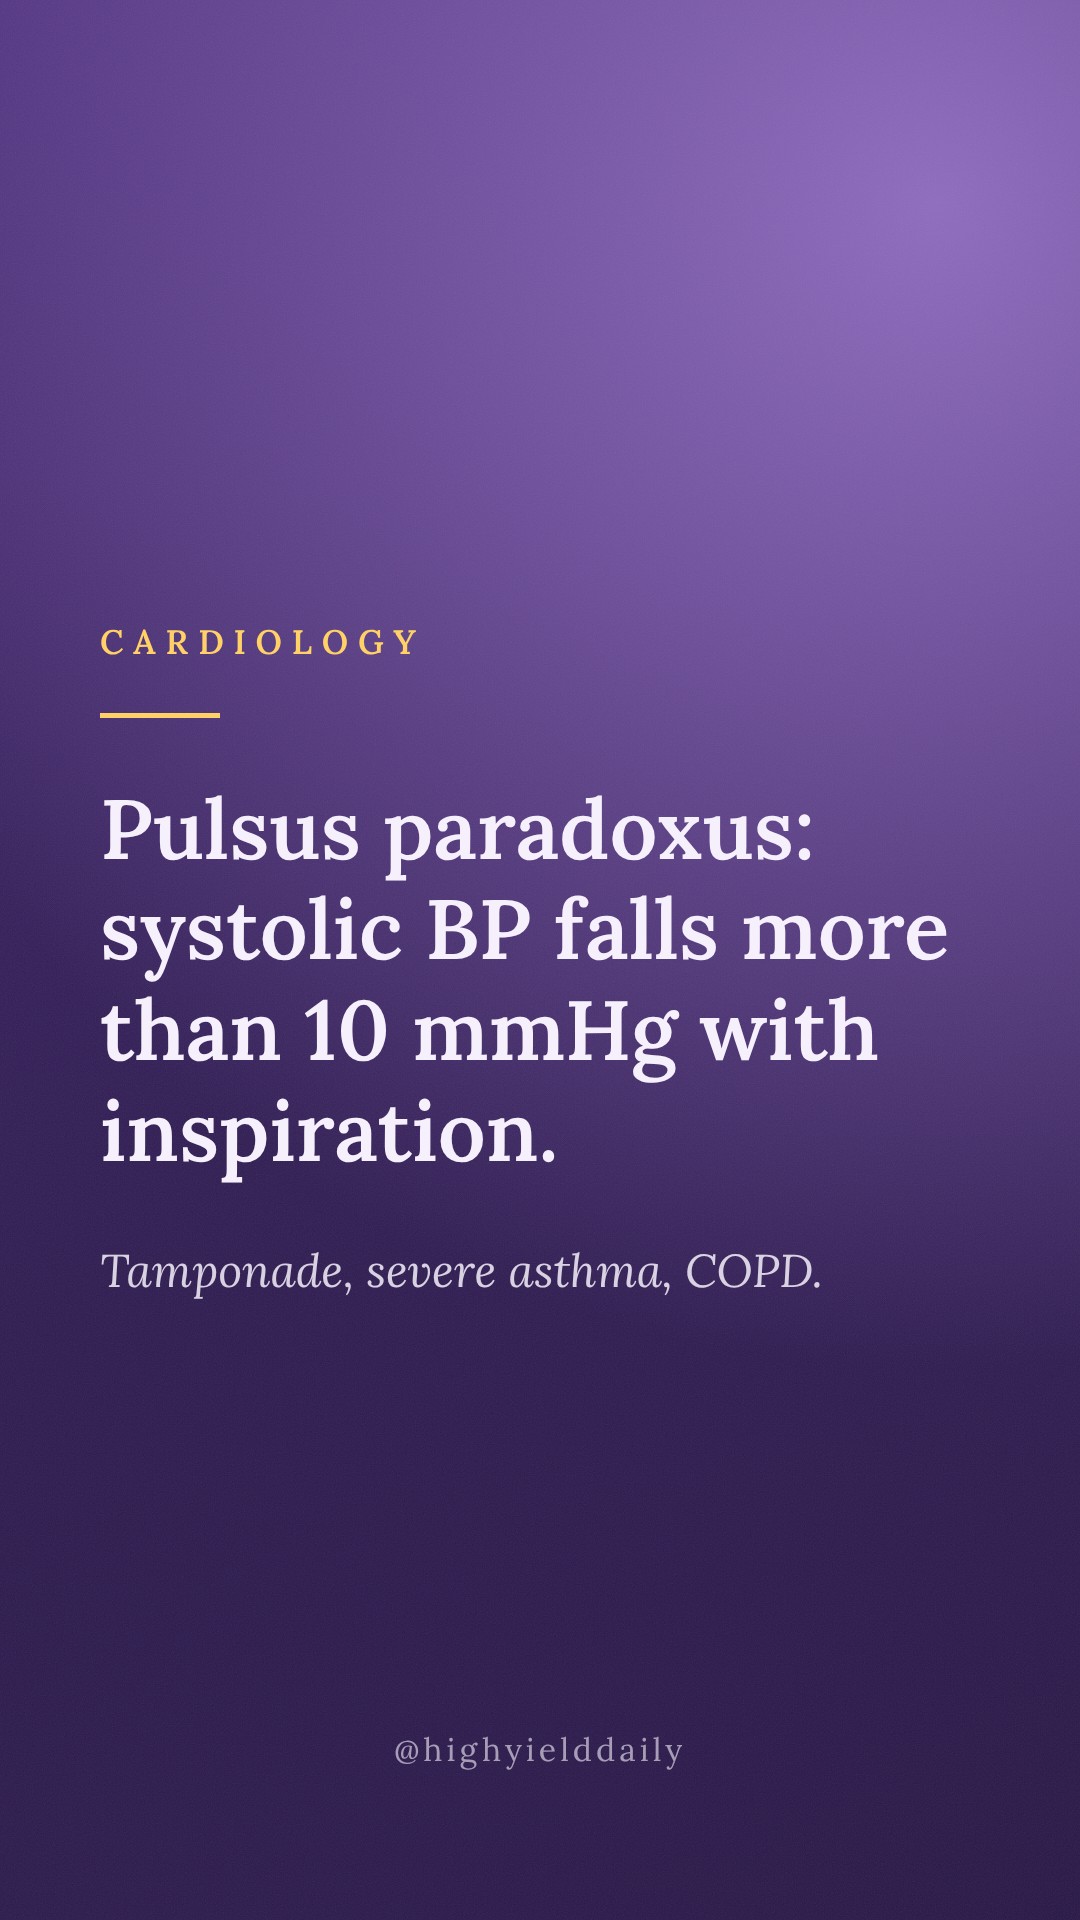 CARDIOLOGY
Pulsus paradoxus:
systolic BP falls more
than 10 mmHg with
inspiration.
Tamponade, severe asthma, COPD.
@highyielddaily